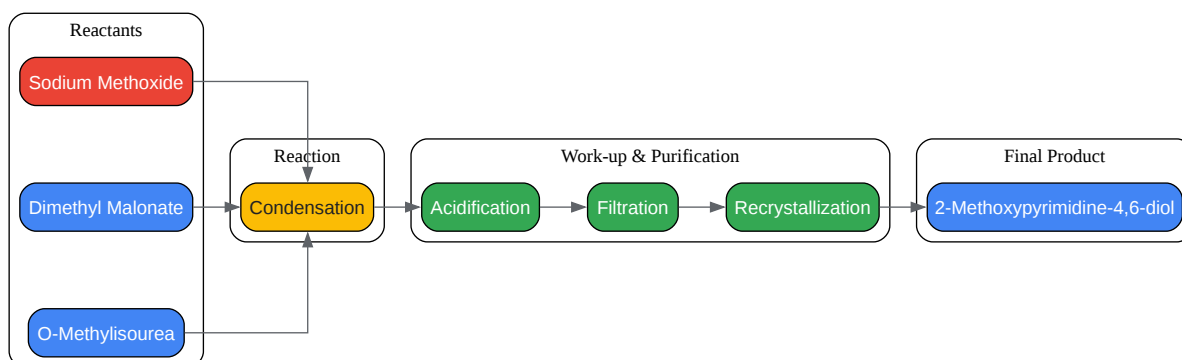 Reactants
Sodium Methoxide
Dimethyl Malonate
O-Methylisourea
Reaction
Condensation
Work-up & Purification
Acidification
Filtration
Recrystallization
Final Product
2-Methoxypyrimidine-4,6-diol